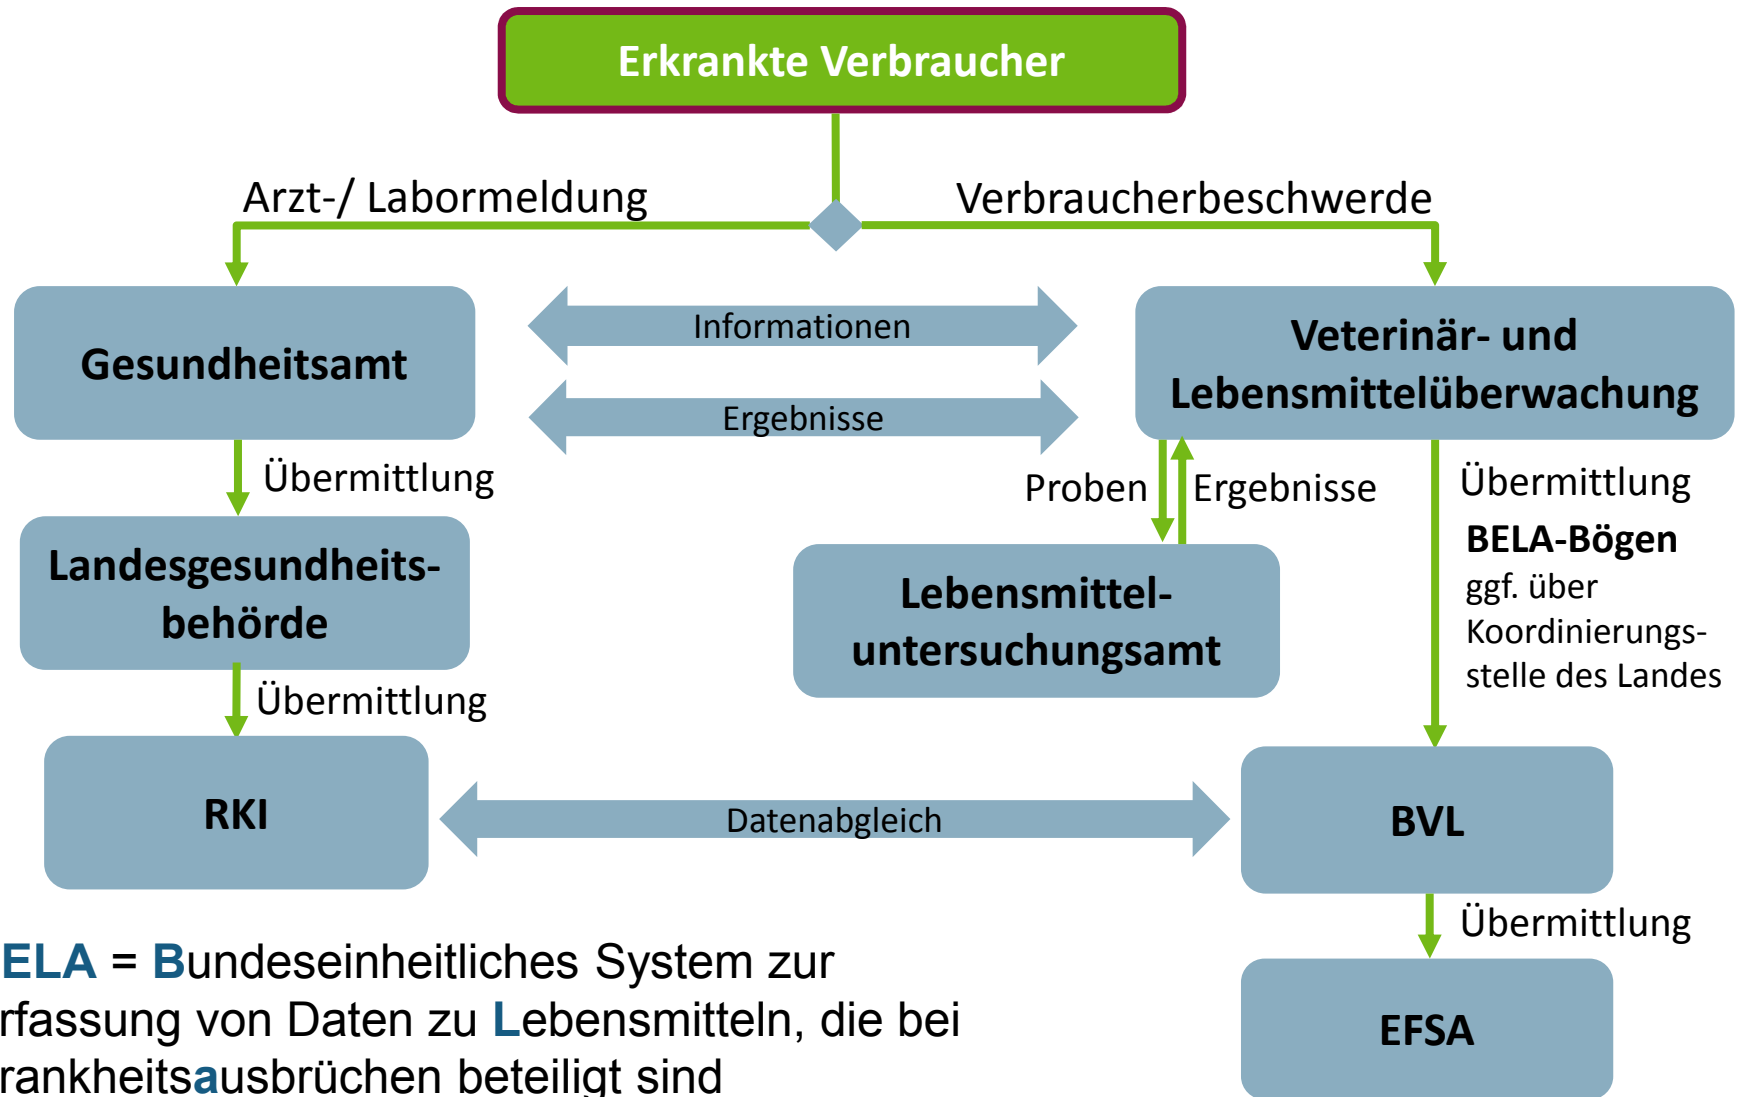 Erkrankte Verbraucher
Arzt-/ Labormeldung
Verbraucherbeschwerde
Gesundheitsamt
Informationen
Ergebnisse
Veterinär- und
Lebensmittelüberwachung
Übermittlung
Proben
Ergebnisse
Übermittlung
BELA-Bögen
ggf. über
Koordinierungs-
stelle des Landes
Landesgesundheits-
behörde
Lebensmittel-
untersuchungsamt
Übermittlung
RKI
Datenabgleich
BVL
Übermittlung
EFSA
ELA = Bundeseinheitliches System zur
rfassung von Daten zu Lebensmitteln, die bei
rankheitsausbrüchen beteiligt sind